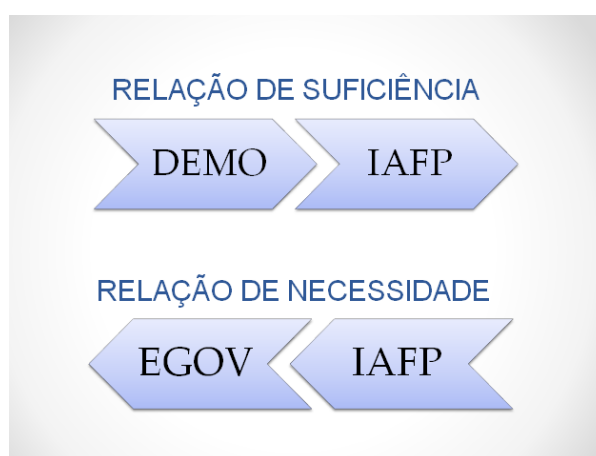 RELAÇÃO DE SUFICIÊNCIA
DEMO IAFP
RELAÇÃO DE NECESSIDADE
EGOV IAFP